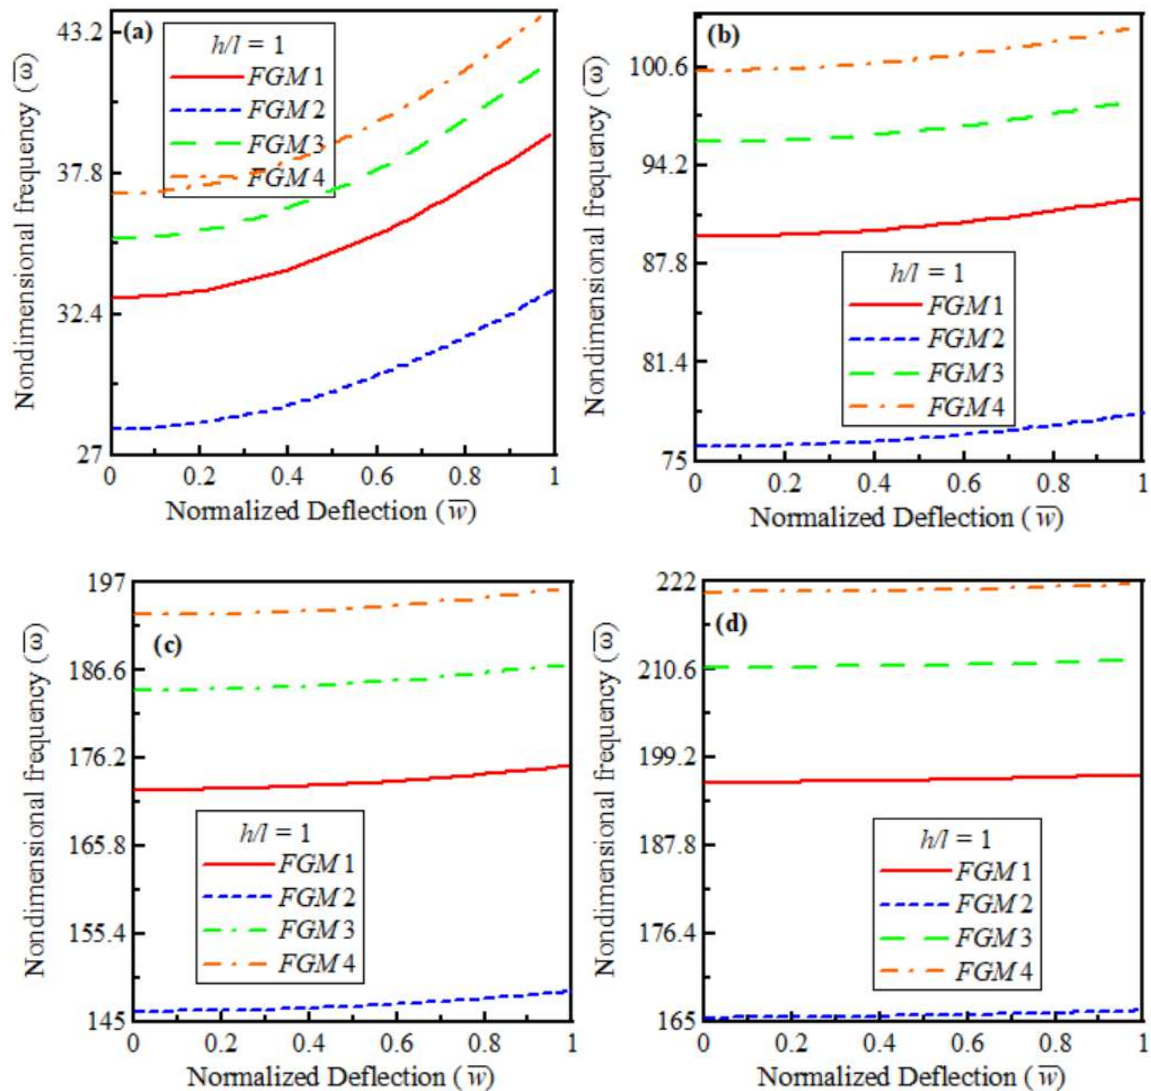 (a)
h/l = 1
FGM 1
FGM 2
FGM 3
FGM 4
43.2
37.8
32.4
27
0 0.2 0.4 0.6 0.8 1
Normalized Deflection (w̅)
Nondimensional frequency (ω̅)
(b)
h/l = 1
FGM 1
FGM 2
FGM 3
FGM 4
100.6
94.2
87.8
81.4
75
0 0.2 0.4 0.6 0.8 1
Normalized Deflection (w̅)
Nondimensional frequency (ω̅)
(c)
h/l = 1
FGM 1
FGM 2
FGM 3
FGM 4
197
186.6
176.2
165.8
155.4
145
0 0.2 0.4 0.6 0.8 1
Normalized Deflection (w̅)
Nondimensional frequency (ω̅)
(d)
h/l = 1
FGM 1
FGM 2
FGM 3
FGM 4
222
210.6
199.2
187.8
176.4
165
0 0.2 0.4 0.6 0.8 1
Normalized Deflection (w̅)
Nondimensional frequency (ω̅)